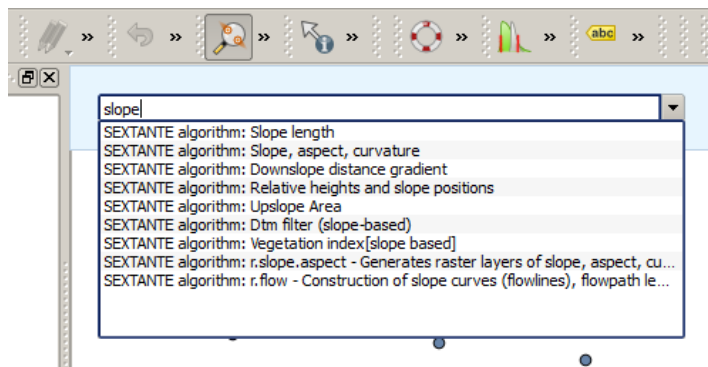 abc
slope
SEXTANTE algorithm: Slope length
SEXTANTE algorithm: Slope, aspect, curvature
SEXTANTE algorithm: Downslope distance gradient
SEXTANTE algorithm: Relative heights and slope positions
SEXTANTE algorithm: Upslope Area
SEXTANTE algorithm: Dtm filter (slope-based)
SEXTANTE algorithm: Vegetation index[slope based]
SEXTANTE algorithm: r.slope.aspect - Generates raster layers of slope, aspect, cu...
SEXTANTE algorithm: r.flow - Construction of slope curves (flowlines), flowpath le...